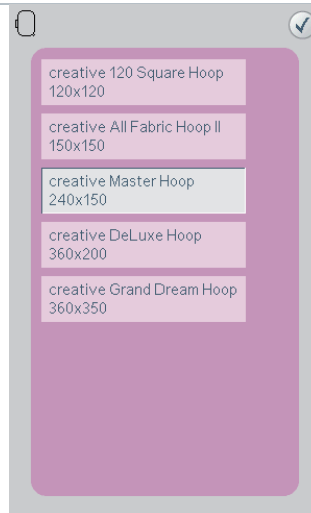 creative 120 Square Hoop
120x120
creative All Fabric Hoop II
150x150
creative Master Hoop
240x150
creative DeLuxe Hoop
360x200
creative Grand Dream Hoop
360x350